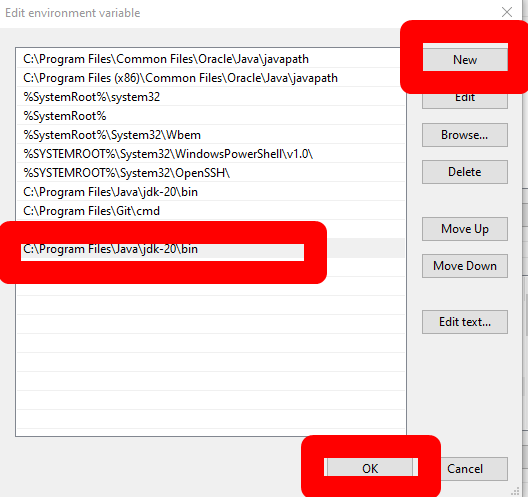 Edit environment variable
C:\Program Files\Common Files\Oracle\Java\javapath
New
C:\Program Files (x86)\Common Files\Oracle\Java\javapath
%SystemRoot%\system32
Edit
%SystemRoot%
%SystemRoot%\System32\Wbem
Browse...
%SYSTEMROOT%\System32\WindowsPowerShell\v1.0\
%SYSTEMROOT%\System32\OpenSSH\
Delete
C:\Program Files\Java\jdk-20\bin
C:\Program Files\Git\cmd
Move Up
C:\Program Files\Java\jdk-20\bin
Move Down
Edit text...
OK
Cancel